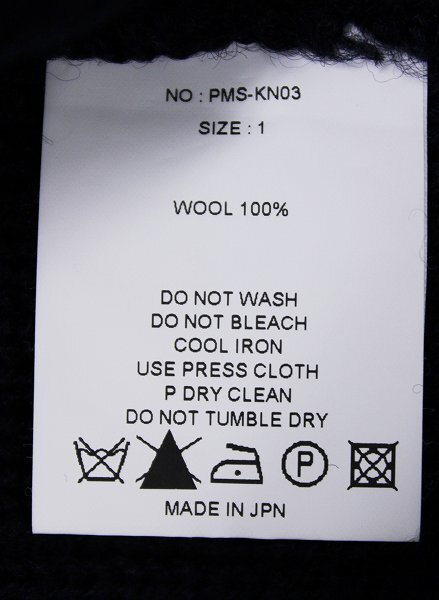 NO : PMS-KN03
SIZE : 1
WOOL 100%
DO NOT WASH
DO NOT BLEACH
COOL IRON
USE PRESS CLOTH
P DRY CLEAN
DO NOT TUMBLE DRY
P
MADE IN JPN